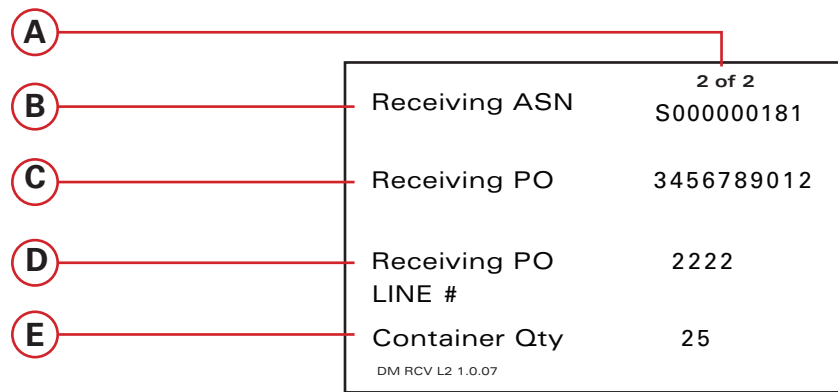 A
2 of 2
B Receiving ASN S000000181
C Receiving PO 3456789012
D Receiving PO 2222
LINE #
E Container Qty 25
DM RCV L2 1.0.07